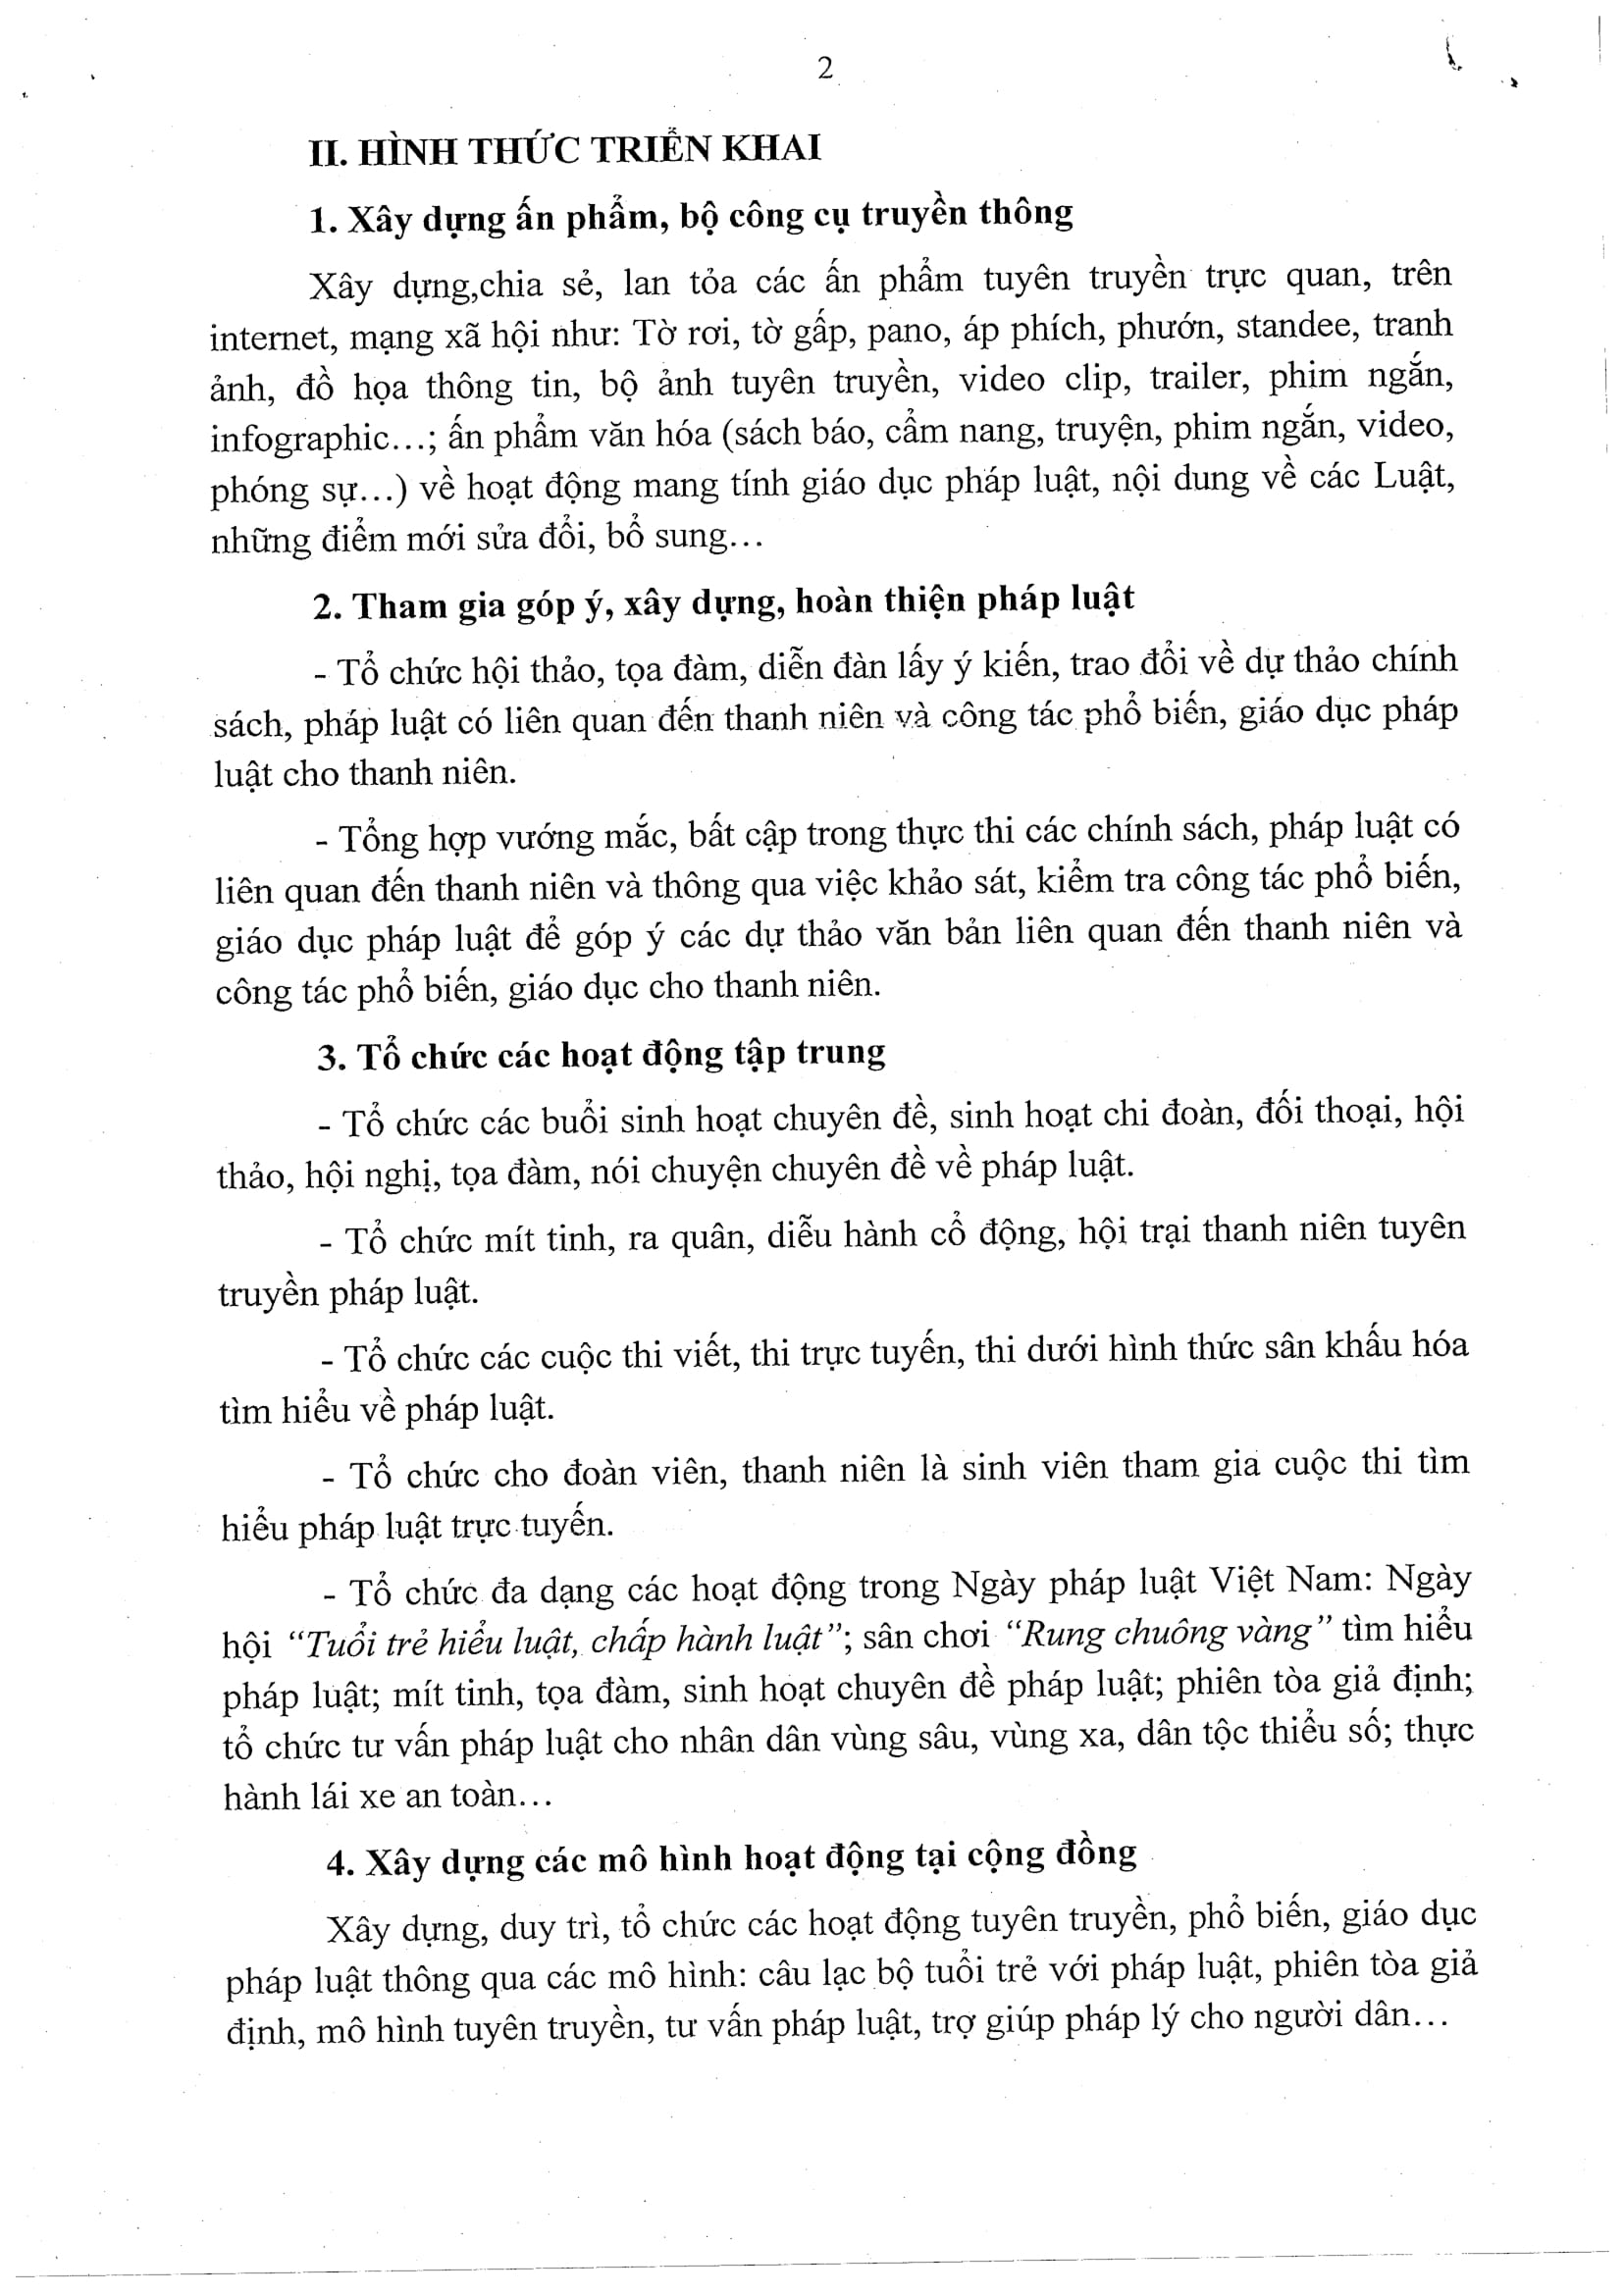 2
II. HÌNH THỨC TRIỂN KHAI
1. Xây dựng ấn phẩm, bộ công cụ truyền thông
Xây dựng,chia sẻ, lan tỏa các ấn phẩm tuyên truyền trực quan, trên
internet, mạng xã hội như: Tờ rơi, tờ gấp, pano, áp phích, phướn, standee, tranh
ảnh, đồ họa thông tin, bộ ảnh tuyên truyền, video clip, trailer, phim ngắn,
infographic...; ấn phẩm văn hóa (sách báo, cẩm nang, truyện, phim ngắn, video,
phóng sự...) về hoạt động mang tính giáo dục pháp luật, nội dung về các Luật,
những điểm mới sửa đổi, bổ sung...
2. Tham gia góp ý, xây dựng, hoàn thiện pháp luật
- Tổ chức hội thảo, tọa đàm, diễn đàn lấy ý kiến, trao đổi về dự thảo chính
sách, pháp luật có liên quan đến thanh niên và công tác phổ biến, giáo dục pháp
luật cho thanh niên.
- Tổng hợp vướng mắc, bất cập trong thực thi các chính sách, pháp luật có
liên quan đến thanh niên và thông qua việc khảo sát, kiểm tra công tác phổ biến,
giáo dục pháp luật để góp ý các dự thảo văn bản liên quan đến thanh niên và
công tác phổ biến, giáo dục cho thanh niên.
3. Tổ chức các hoạt động tập trung
- Tổ chức các buổi sinh hoạt chuyên đề, sinh hoạt chi đoàn, đối thoại, hội
thảo, hội nghị, tọa đàm, nói chuyện chuyên đề về pháp luật.
- Tổ chức mít tinh, ra quân, diễu hành cổ động, hội trại thanh niên tuyên
truyền pháp luật.
- Tổ chức các cuộc thi viết, thi trực tuyến, thi dưới hình thức sân khấu hóa
tìm hiểu về pháp luật.
- Tổ chức cho đoàn viên, thanh niên là sinh viên tham gia cuộc thi tìm
hiểu pháp luật trực tuyến.
- Tổ chức đa dạng các hoạt động trong Ngày pháp luật Việt Nam: Ngày
hội “Tuổi trẻ hiểu luật, chấp hành luật”; sân chơi “Rung chuông vàng” tìm hiểu
pháp luật; mít tinh, tọa đàm, sinh hoạt chuyên đề pháp luật; phiên tòa giả định;
tổ chức tư vấn pháp luật cho nhân dân vùng sâu, vùng xa, dân tộc thiểu số; thực
hành lái xe an toàn...
4. Xây dựng các mô hình hoạt động tại cộng đồng
Xây dựng, duy trì, tổ chức các hoạt động tuyên truyền, phổ biến, giáo dục
pháp luật thông qua các mô hình: câu lạc bộ tuổi trẻ với pháp luật, phiên tòa giả
định, mô hình tuyên truyền, tư vấn pháp luật, trợ giúp pháp lý cho người dân...